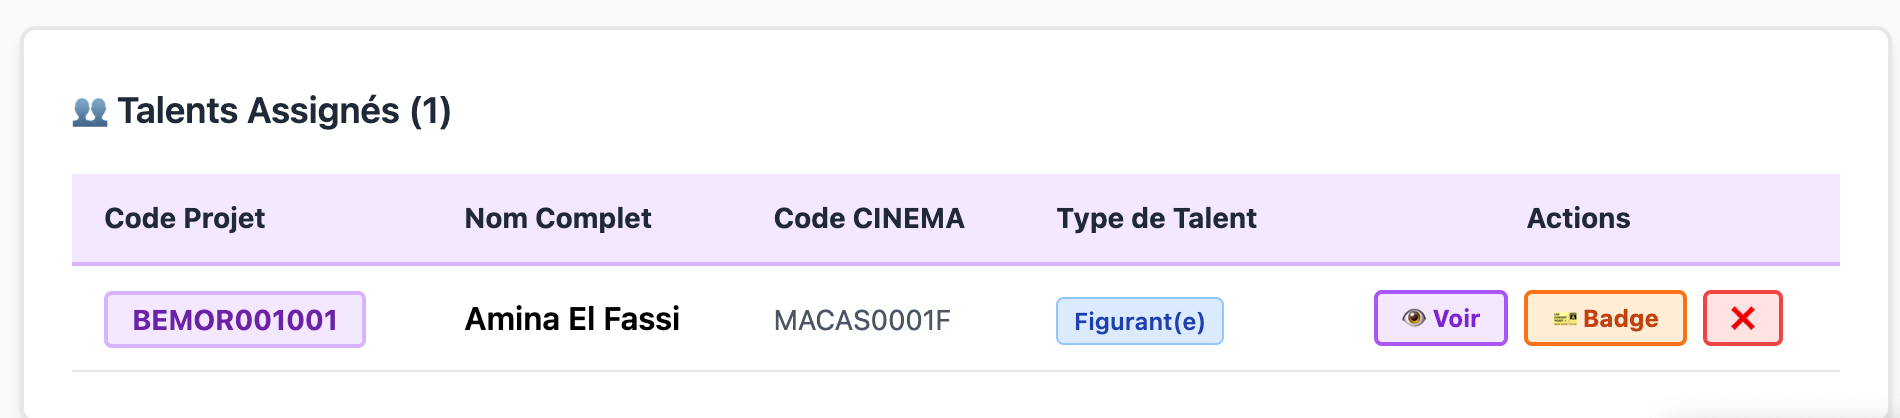 Talents Assignés (1)
Code Projet Nom Complet Code CINEMA Type de Talent Actions
BEMOR001001 Amina El Fassi MACAS0001F Figurant(e) Voir Badge